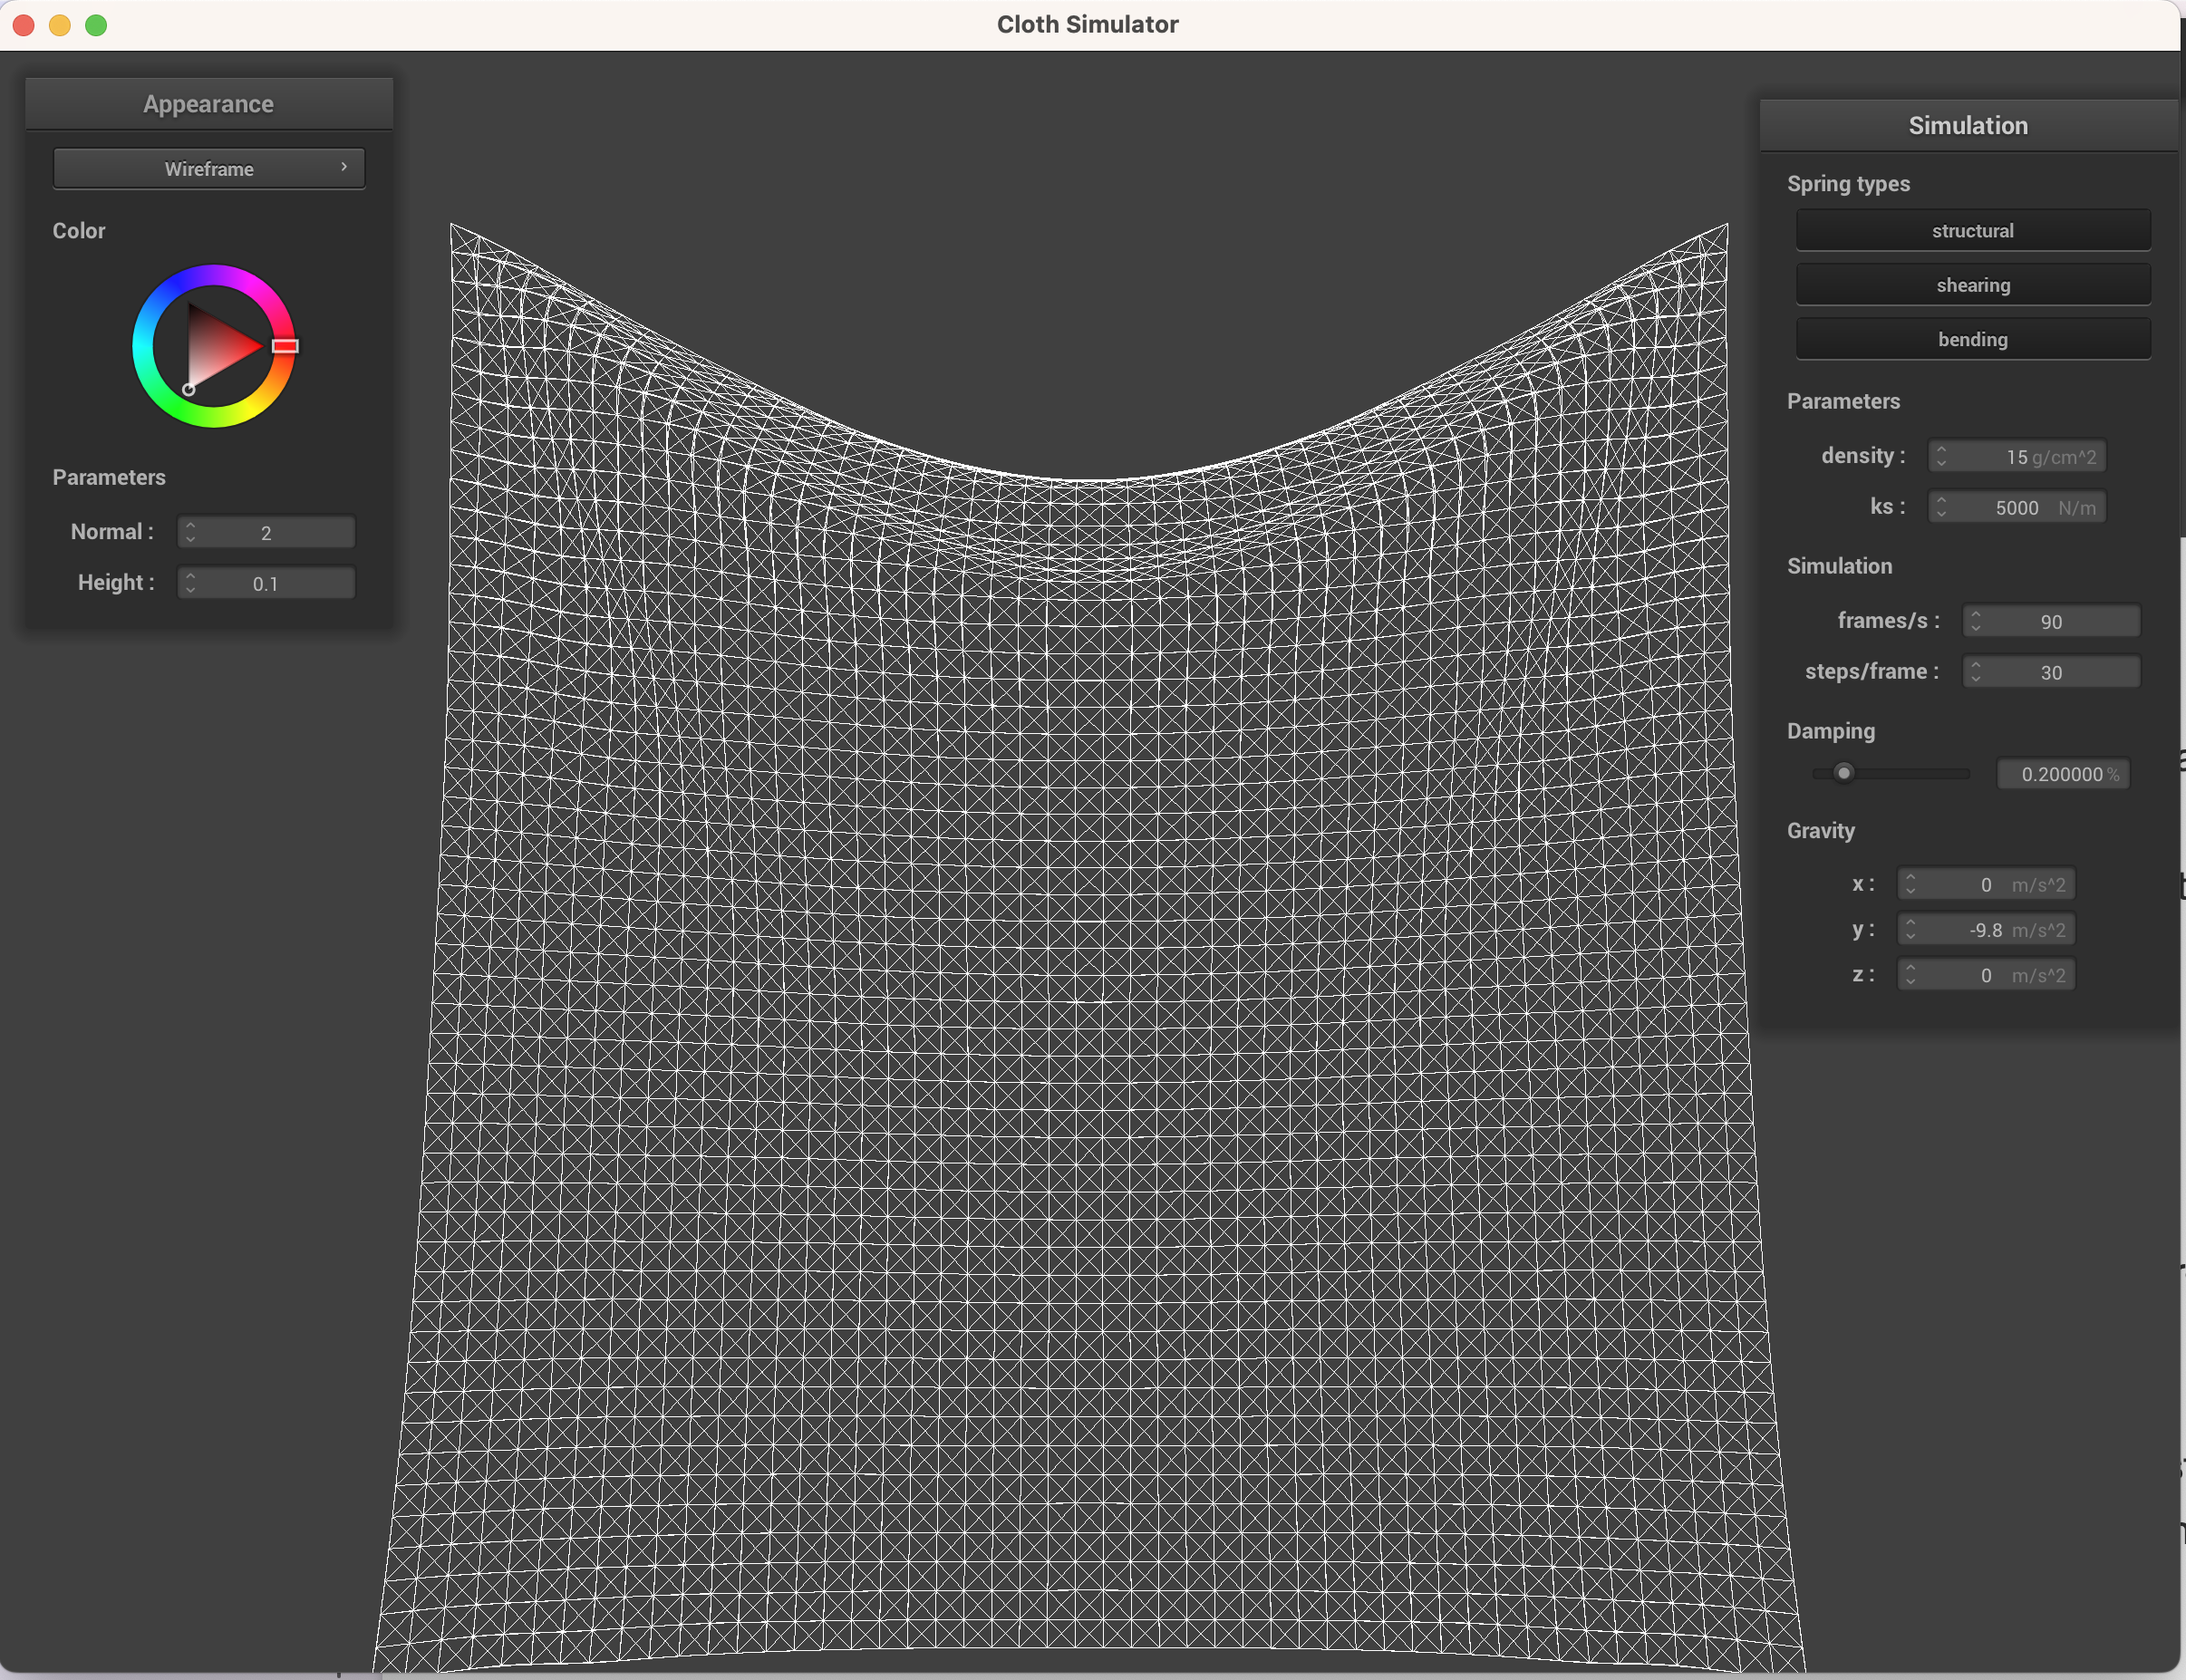 Cloth Simulator
Appearance
Wireframe
Color
Parameters
Normal : 2
Height : 0.1
Simulation
Spring types
structural
shearing
bending
Parameters
density : 15 g/cm^2
ks : 5000 N/m
Simulation
frames/s : 90
steps/frame : 30
Damping
0.200000 %
Gravity
x : 0 m/s^2
y : -9.8 m/s^2
z : 0 m/s^2